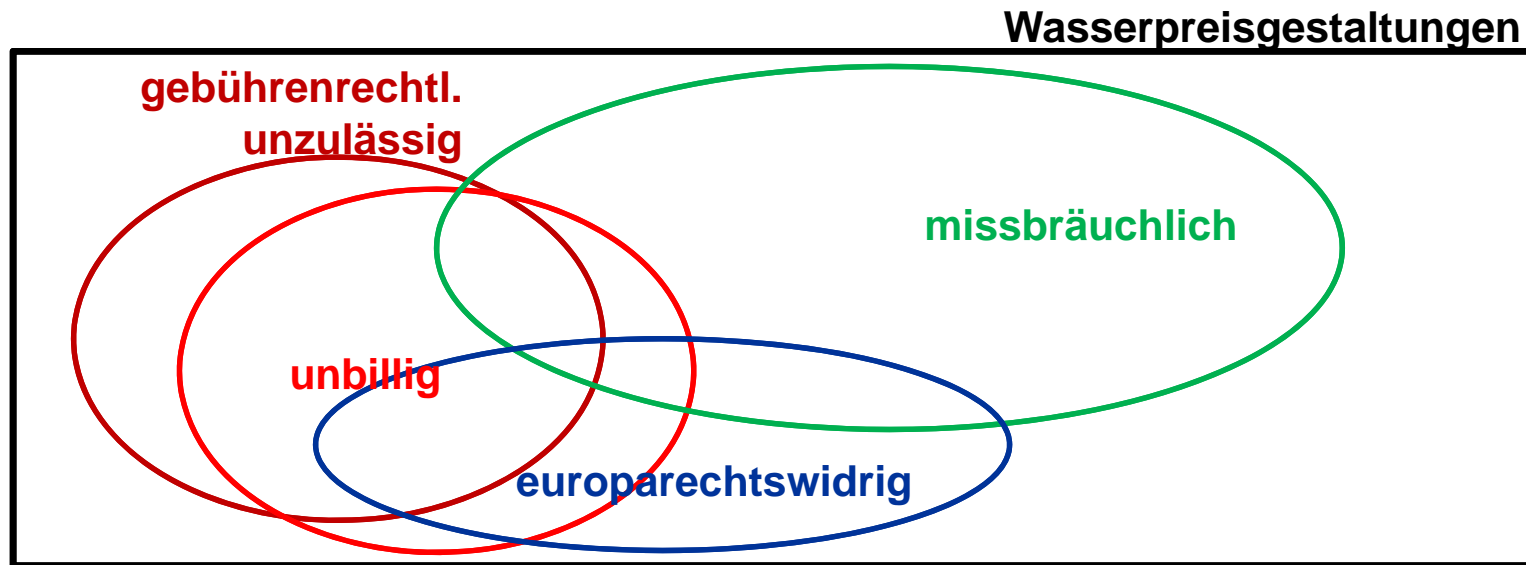 Wasserpreisgestaltungen
gebührenrechtl.
unzulässig
missbräuchlich
unbillig
europarechtswidrig